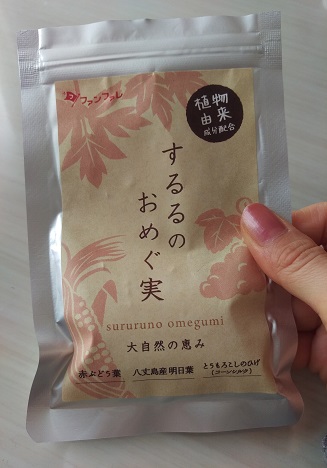 ファンファレ
植物
由来
成分配合
するるの
おめぐ実
sururuno omegumi
大自然の恵み
赤ぶどう葉
八丈島産 明日葉
とうもろこしのひげ
(コーンシルク)